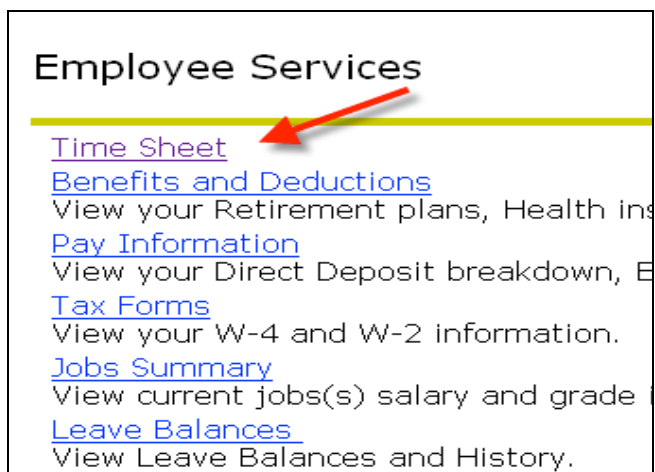 Employee Services
Time Sheet
Benefits and Deductions
View your Retirement plans, Health ins
Pay Information
View your Direct Deposit breakdown, E
Tax Forms
View your W-4 and W-2 information.
Jobs Summary
View current jobs(s) salary and grade i
Leave Balances
View Leave Balances and History.